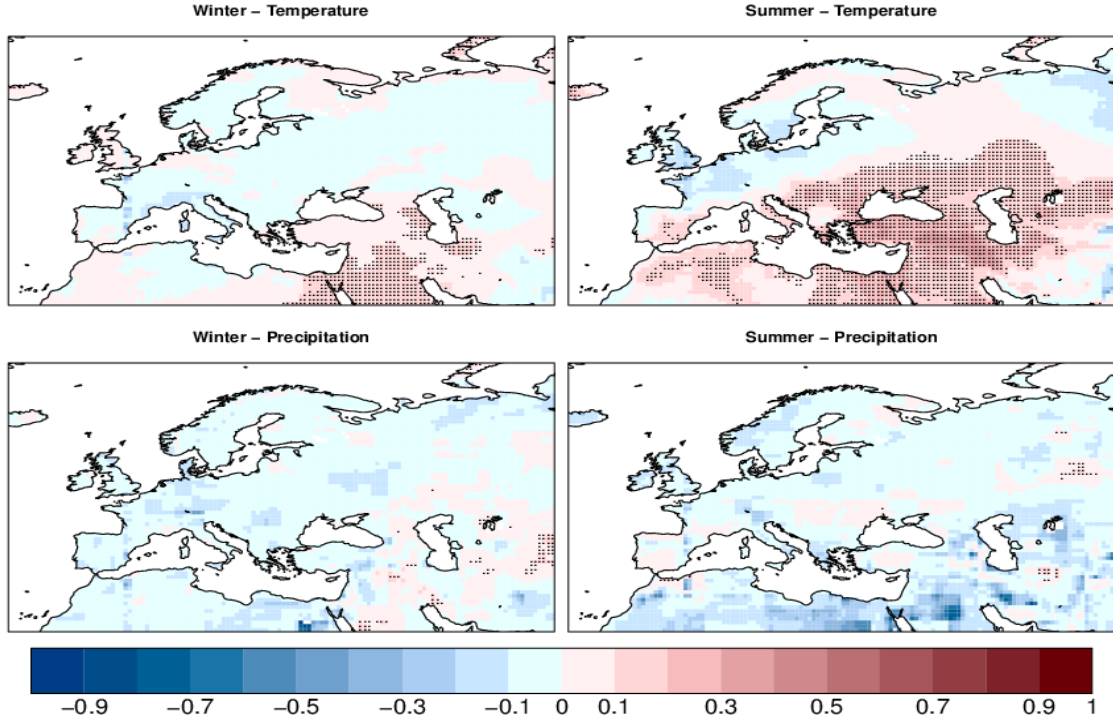 Winter – Temperature
Summer – Temperature
Winter – Precipitation
Summer – Precipitation
−0.9 −0.7 −0.5 −0.3 −0.1 0 0.1 0.3 0.5 0.7 0.9 1